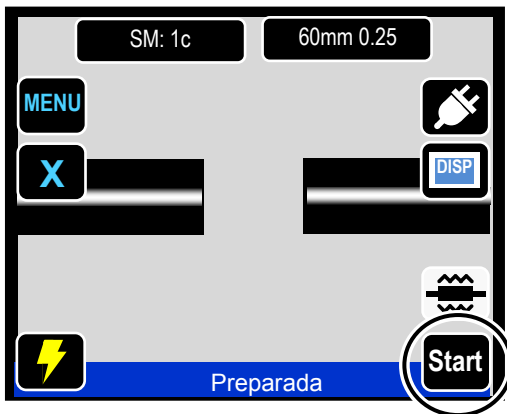 SM: 1c
60mm 0.25
MENU
X
DISP
Start
Preparada